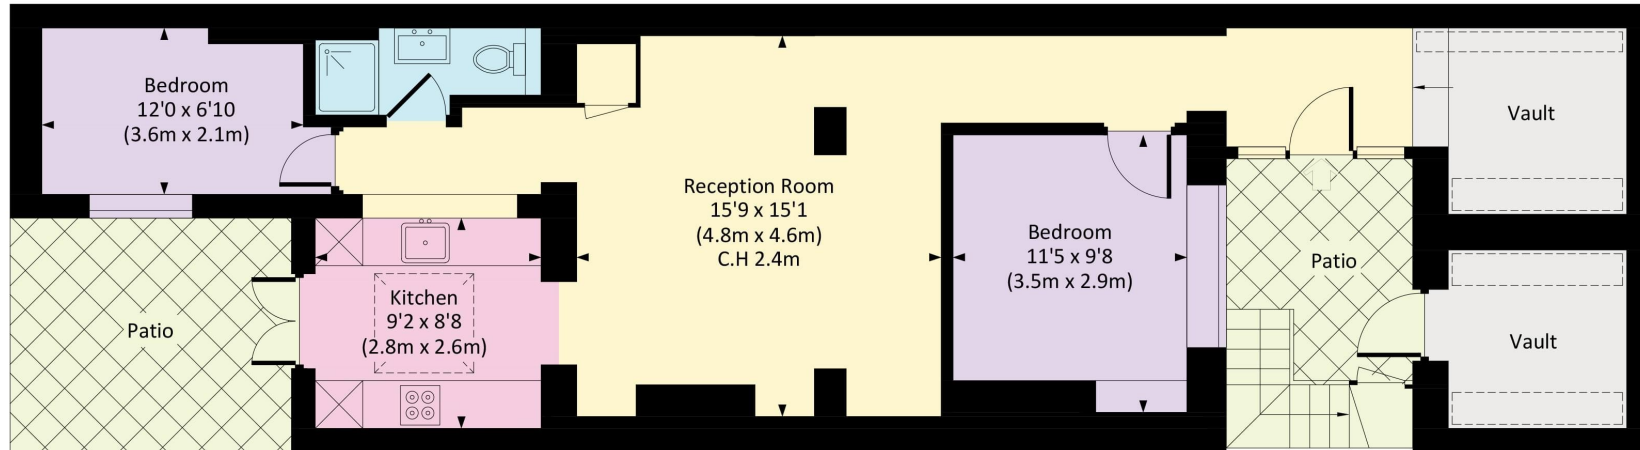 Bedroom
12'0 x 6'10
(3.6m x 2.1m)
Patio
Kitchen
9'2 x 8'8
(2.8m x 2.6m)
Reception Room
15'9 x 15'1
(4.8m x 4.6m)
C.H 2.4m
Bedroom
11'5 x 9'8
(3.5m x 2.9m)
Patio
Vault
Vault